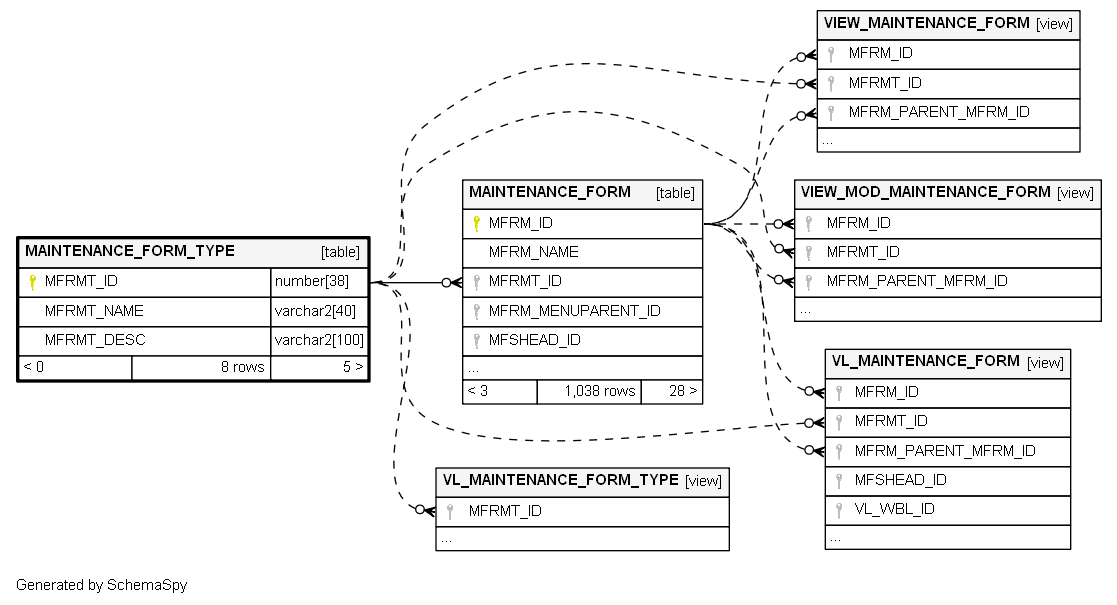 VIEW_MAINTENANCE_FORM [view]
MFRM_ID
MFRMT_ID
MFRM_PARENT_MFRM_ID
...
MAINTENANCE_FORM [table]
MFRM_ID
MFRM_NAME
MFRMT_ID
MFRM_MENUPARENT_ID
MFSHEAD_ID
...
< 3 1,038 rows 28 >
VIEW_MOD_MAINTENANCE_FORM [view]
MFRM_ID
MFRMT_ID
MFRM_PARENT_MFRM_ID
...
MAINTENANCE_FORM_TYPE [table]
MFRMT_ID number[38]
MFRMT_NAME varchar2[40]
MFRMT_DESC varchar2[100]
< 0 8 rows 5 >
VL_MAINTENANCE_FORM [view]
MFRM_ID
MFRMT_ID
MFRM_PARENT_MFRM_ID
MFSHEAD_ID
VL_WBL_ID
...
VL_MAINTENANCE_FORM_TYPE [view]
MFRMT_ID
...
Generated by SchemaSpy